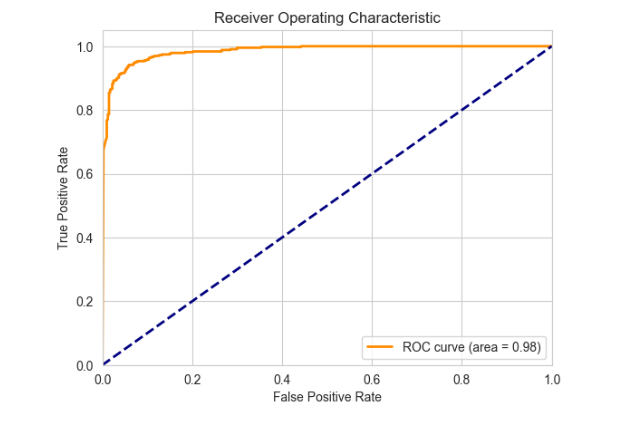 Receiver Operating Characteristic
1.0
0.8
0.6
0.4
0.2
0.0
True Positive Rate
ROC curve (area = 0.98)
0.0 0.2 0.4 0.6 0.8 1.0
False Positive Rate